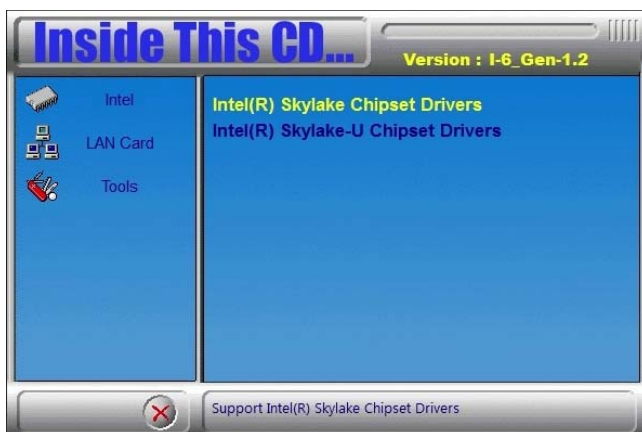 Inside This CD...
Version : I-6_Gen-1.2
Intel
LAN Card
Tools
Intel(R) Skylake Chipset Drivers
Intel(R) Skylake-U Chipset Drivers
Support Intel(R) Skylake Chipset Drivers